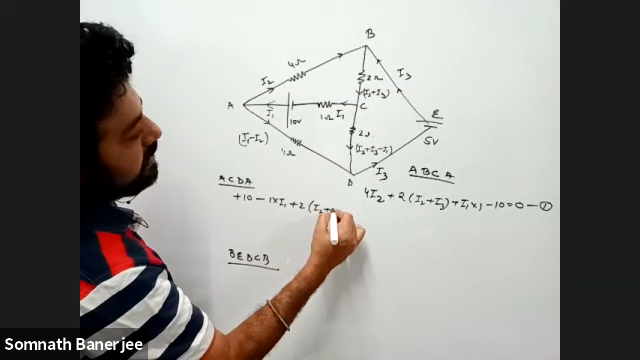 B
4Ω
I2
2Ω
I3
(I2+I3)
A
I1
10V
1Ω
I1
C
E
5V
(I1-I2)
2Ω
4Ω
(I2+I3-I1)
I3
D
ACDA
ABCA
+10 - 1×I1 + 2 (I2+
4I2 + 2 (I2+I3) + I1×1 - 10 = 0 — ①
BEDCB
Somnath Banerjee